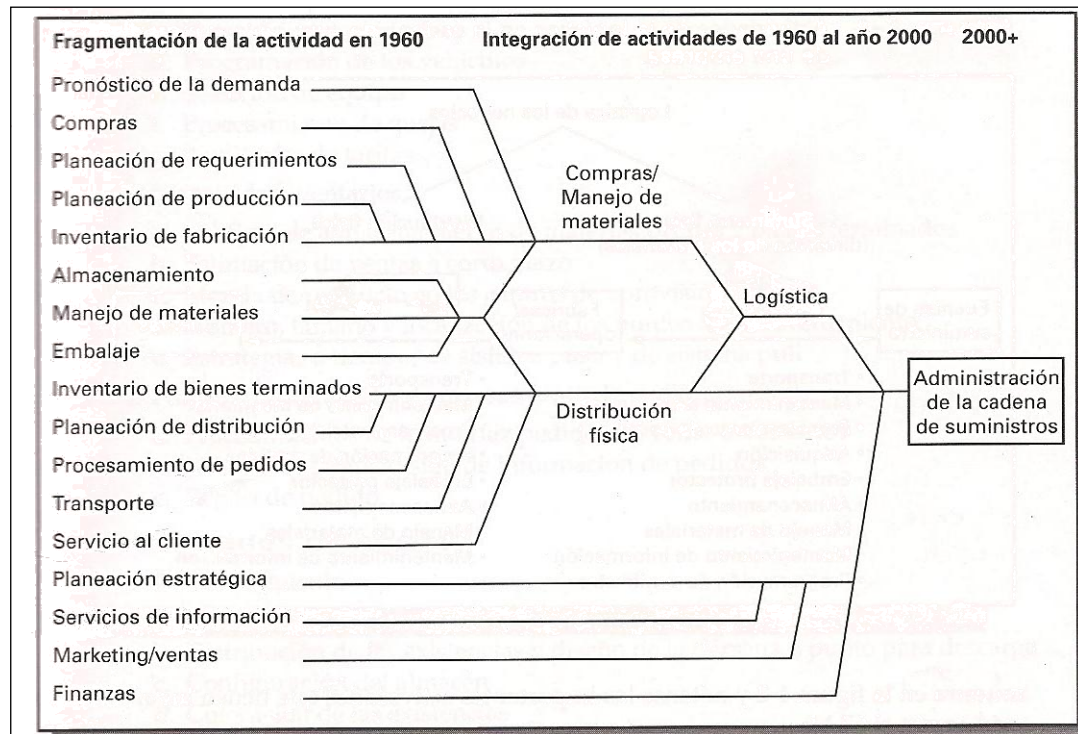 Fragmentación de la actividad en 1960
Integración de actividades de 1960 al año 2000
2000+
Pronóstico de la demanda
Compras
Planeación de requerimientos
Planeación de producción
Inventario de fabricación
Almacenamiento
Manejo de materiales
Embalaje
Inventario de bienes terminados
Planeación de distribución
Procesamiento de pedidos
Transporte
Servicio al cliente
Planeación estratégica
Servicios de información
Marketing/ventas
Finanzas
Compras/
Manejo de
materiales
Distribución
física
Logística
Administración
de la cadena
de suministros